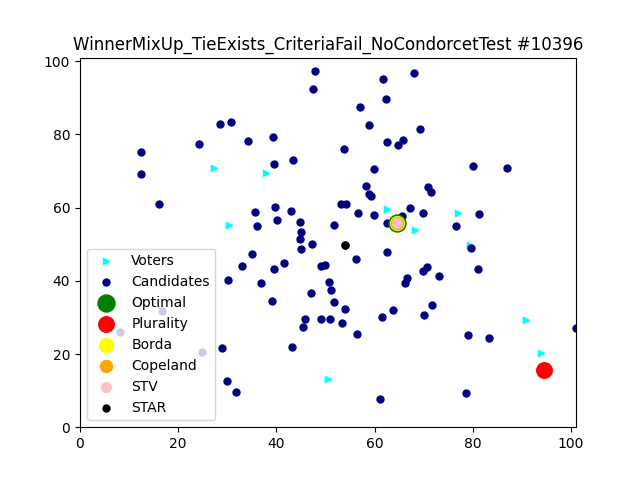 WinnerMixUp_TieExists_CriteriaFail_NoCondorcetTest #10396
100
80
60
40
20
0
0 20 40 60 80 100
Voters
Candidates
Optimal
Plurality
Borda
Copeland
STV
STAR